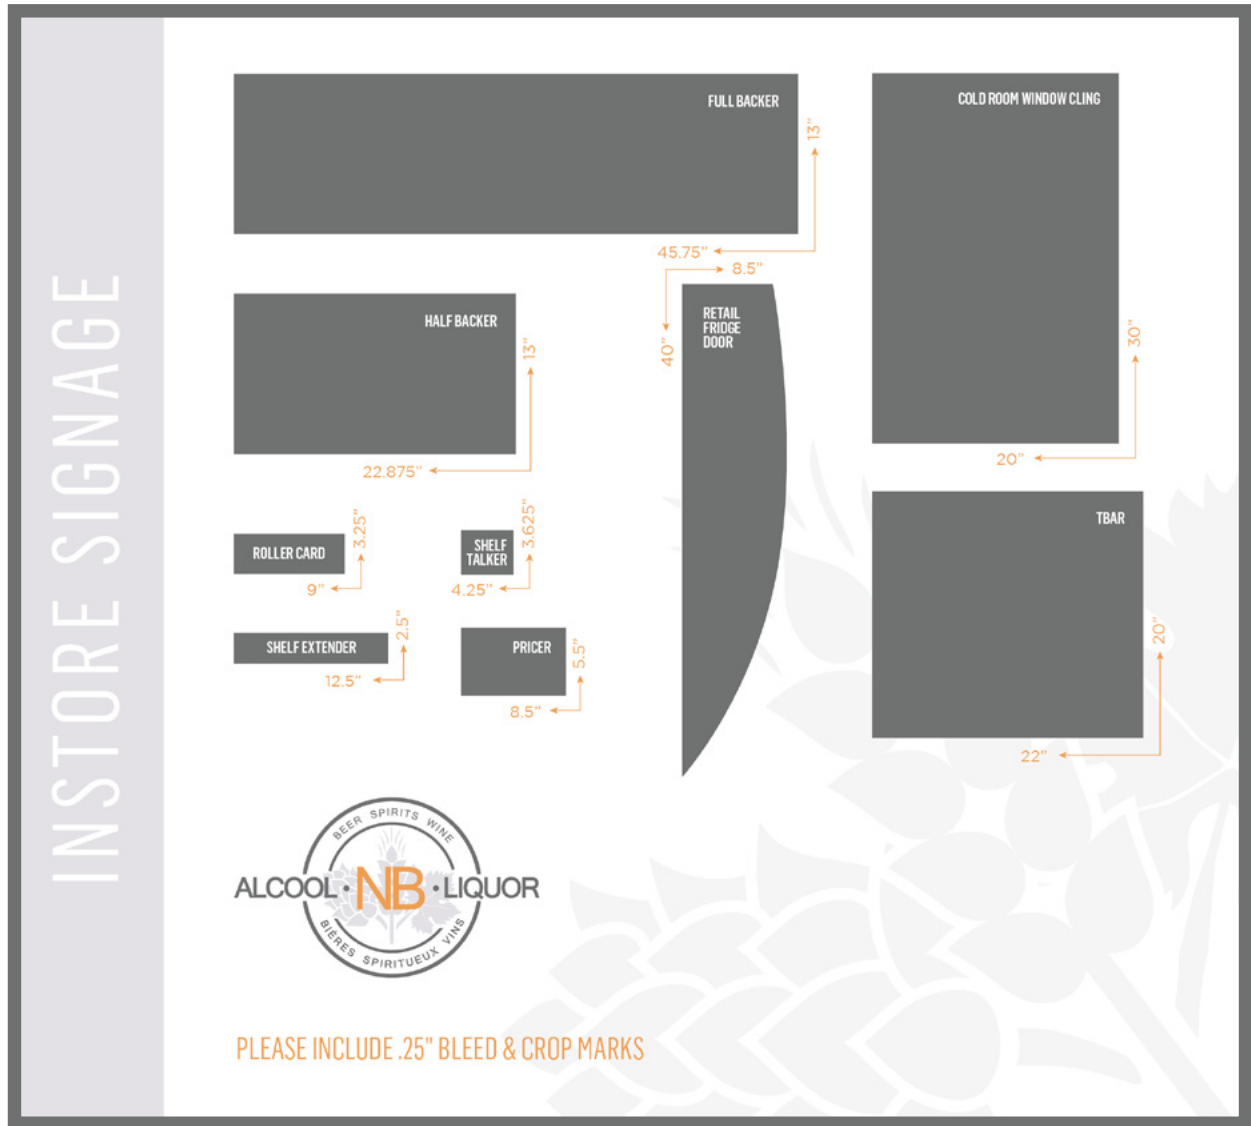 INSTORE SIGNAGE
FULL BACKER
13"
45.75"
COLD ROOM WINDOW CLING
30"
20"
HALF BACKER
13"
22.875"
8.5"
40"
RETAIL
FRIDGE
DOOR
TBAR
20"
22"
ROLLER CARD
3.25"
9"
SHELF
TALKER
3.625"
4.25"
SHELF EXTENDER
2.5"
12.5"
PRICER
5.5"
8.5"
BEER SPIRITS WINE
ALCOOL · NB · LIQUOR
BIÈRES SPIRITUEUX VINS
PLEASE INCLUDE .25" BLEED & CROP MARKS